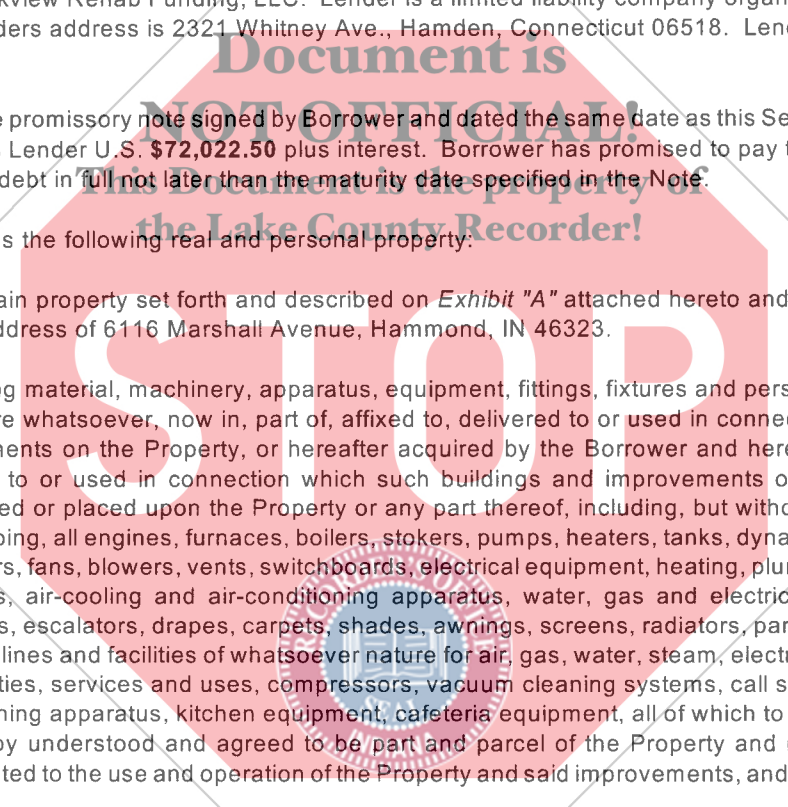 kview Rehab Funding, LLC. Lender is a limited liability company organ
ders address is 2321 Whitney Ave., Hamden, Connecticut 06518. Len
Document is
NOT OFFICIAL!
This Document is the property of
the Lake County Recorder!
e promissory note signed by Borrower and dated the same date as this Se
Lender U.S. $72,022.50 plus interest. Borrower has promised to pay t
debt in full not later than the maturity date specified in the Note.
s the following real and personal property:
ain property set forth and described on Exhibit "A" attached hereto and
ddress of 6116 Marshall Avenue, Hammond, IN 46323.
STOP
g material, machinery, apparatus, equipment, fittings, fixtures and pers
re whatsoever, now in, part of, affixed to, delivered to or used in connec
ments on the Property, or hereafter acquired by the Borrower and here
to or used in connection which such buildings and improvements o
ed or placed upon the Property or any part thereof, including, but witho
bing, all engines, furnaces, boilers, stokers, pumps, heaters, tanks, dyna
rs, fans, blowers, vents, switchboards, electrical equipment, heating, plu
s, air-cooling and air-conditioning apparatus, water, gas and electric
s, escalators, drapes, carpets, shades, awnings, screens, radiators, par
lines and facilities of whatsoever nature for air, gas, water, steam, electr
ties, services and uses, compressors, vacuum cleaning systems, call s
ning apparatus, kitchen equipment, cafeteria equipment, all of which to
by understood and agreed to be part and parcel of the Property and
ted to the use and operation of the Property and said improvements, and
SEAL
INDIANA